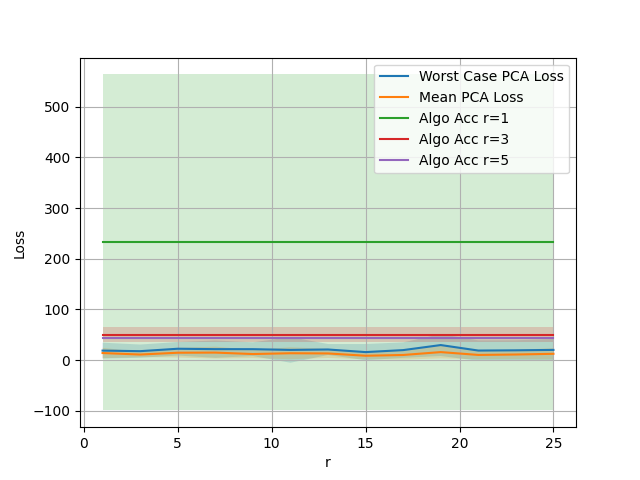 Worst Case PCA Loss
Mean PCA Loss
Algo Acc r=1
Algo Acc r=3
Algo Acc r=5
500
400
300
200
100
0
−100
Loss
0
5
10
15
20
25
r